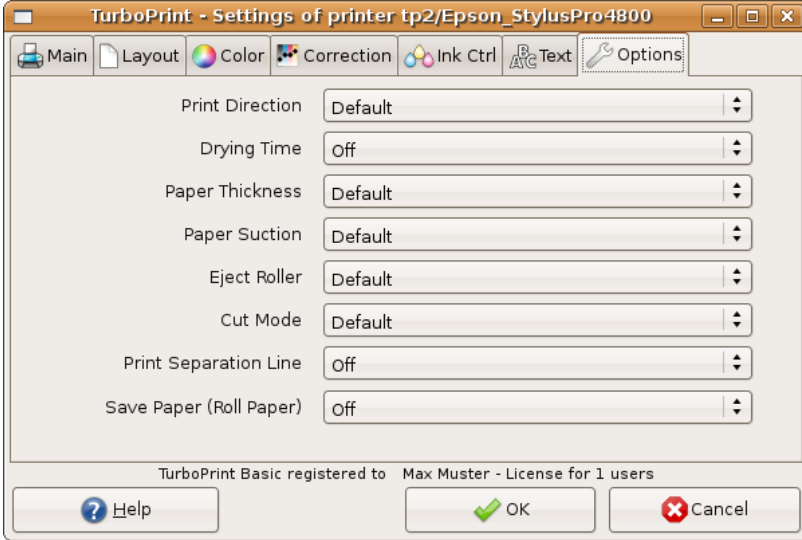 TurboPrint - Settings of printer tp2/Epson_StylusPro4800
Main Layout Color Correction Ink Ctrl ABC Text Options
Print Direction Default
Drying Time Off
Paper Thickness Default
Paper Suction Default
Eject Roller Default
Cut Mode Default
Print Separation Line Off
Save Paper (Roll Paper) Off
TurboPrint Basic registered to Max Muster - License for 1 users
Help OK Cancel